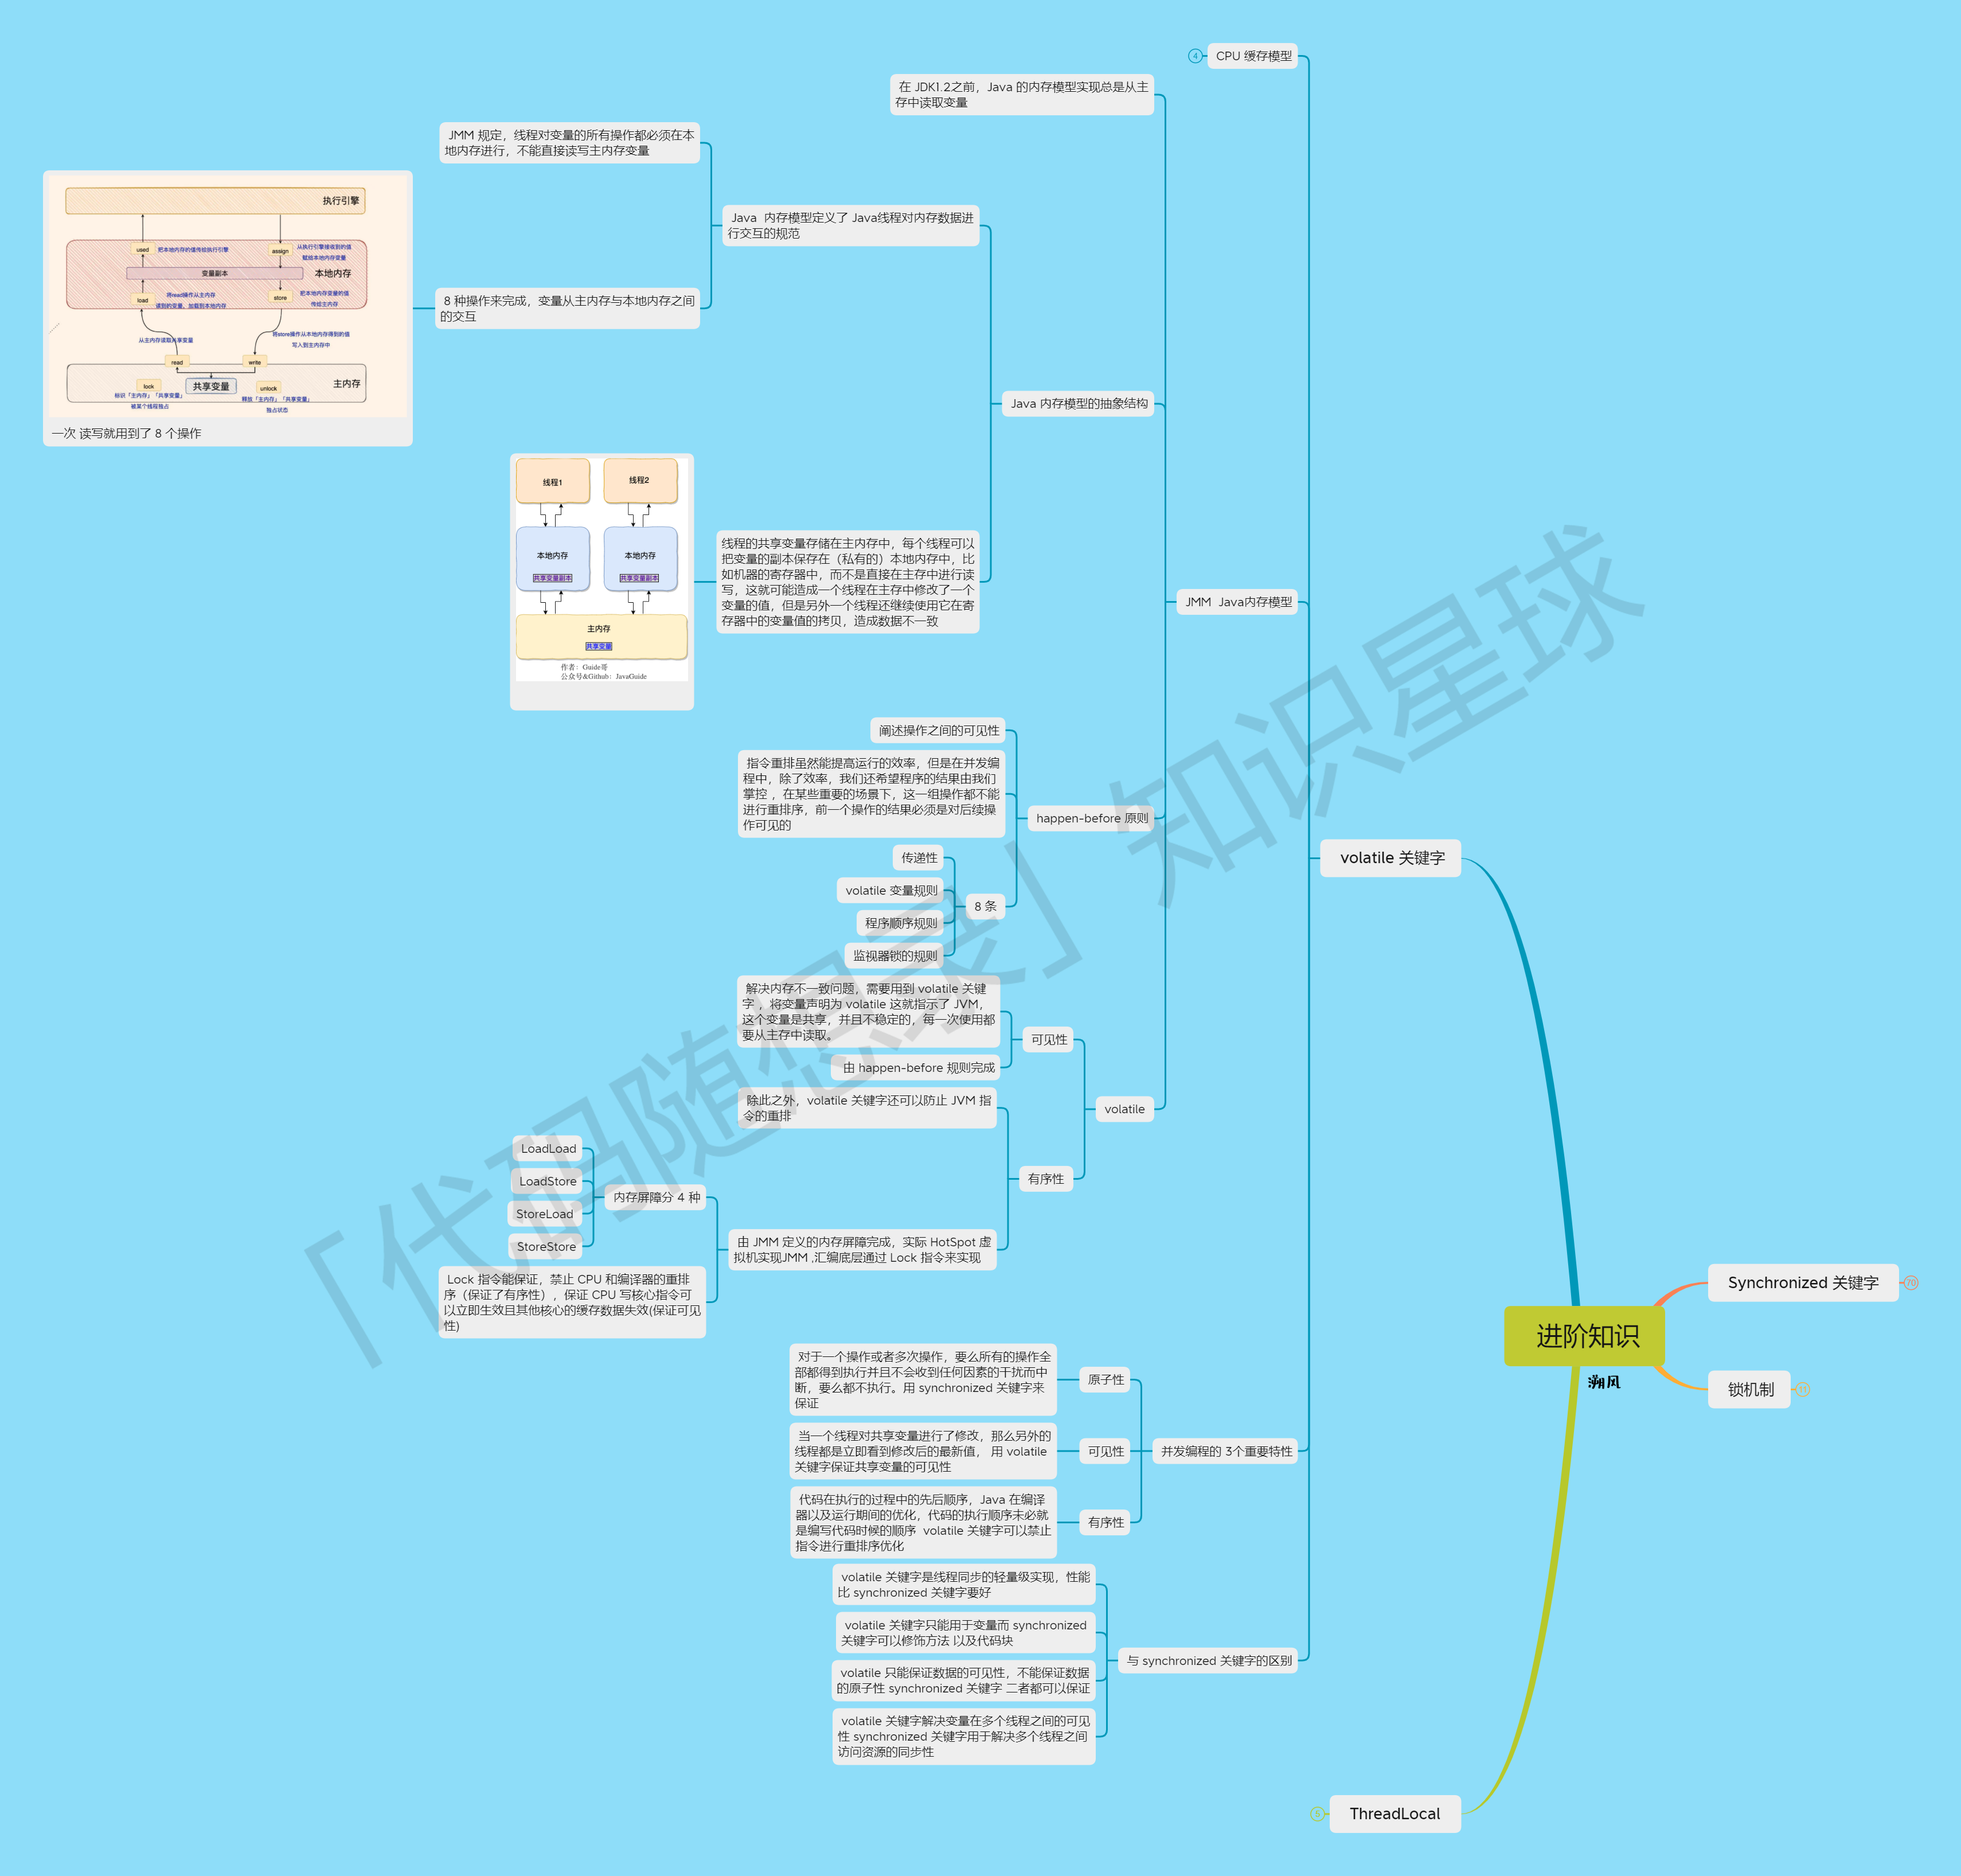 CPU 缓存模型
4
在 JDK1.2之前，Java 的内存模型实现总是从主
存中读取变量
JMM 规定，线程对变量的所有操作都必须在本
地内存进行，不能直接读写主内存变量
Java 内存模型定义了 Java线程对内存数据进
行交互的规范
8 种操作来完成，变量从主内存与本地内存之间
的交互
执行引擎
used
把本地内存的值传给执行引擎
assign
从执行引擎接收到的值
赋给本地内存变量
变量副本
本地内存
load
将read操作从主内存
读到的变量、加载到本地内存
store
把本地内存变量的值
传给主内存
从主内存读取共享变量
将store操作从本地内存得到的值
写入到主内存中
read
write
主内存
lock
共享变量
unlock
标识「主内存」「共享变量」
被某个线程独占
释放「主内存」「共享变量」
独占状态
一次 读写就用到了 8 个操作
Java 内存模型的抽象结构
线程1
线程2
本地内存
本地内存
共享变量副本
共享变量副本
主内存
共享变量
作者：Guide哥
公众号&Github：JavaGuide
线程的共享变量存储在主内存中，每个线程可以
把变量的副本保存在（私有的）本地内存中，比
如机器的寄存器中，而不是直接在主存中进行读
写，这就可能造成一个线程在主存中修改了一个
变量的值，但是另外一个线程还继续使用它在寄
存器中的变量值的拷贝，造成数据不一致
JMM Java内存模型
阐述操作之间的可见性
指令重排虽然能提高运行的效率，但是在并发编
程中，除了效率，我们还希望程序的结果由我们
掌控 ，在某些重要的场景下，这一组操作都不能
进行重排序，前一个操作的结果必须是对后续操
作可见的
happen-before 原则
传递性
volatile 变量规则
8 条
程序顺序规则
监视器锁的规则
volatile 关键字
解决内存不一致问题，需要用到 volatile 关键
字 ，将变量声明为 volatile 这就指示了 JVM，
这个变量是共享，并且不稳定的，每一次使用都
要从主存中读取。
可见性
由 happen-before 规则完成
除此之外，volatile 关键字还可以防止 JVM 指
令的重排
volatile
有序性
LoadLoad
LoadStore
内存屏障分 4 种
StoreLoad
StoreStore
由 JMM 定义的内存屏障完成，实际 HotSpot 虚
拟机实现JMM ,汇编底层通过 Lock 指令来实现
Lock 指令能保证，禁止 CPU 和编译器的重排
序（保证了有序性），保证 CPU 写核心指令可
以立即生效且其他核心的缓存数据失效(保证可见
性)
Synchronized 关键字
70
进阶知识
溯风
锁机制
11
对于一个操作或者多次操作，要么所有的操作全
部都得到执行并且不会收到任何因素的干扰而中
断，要么都不执行。用 synchronized 关键字来
保证
原子性
当一个线程对共享变量进行了修改，那么另外的
线程都是立即看到修改后的最新值， 用 volatile
关键字保证共享变量的可见性
可见性
并发编程的 3个重要特性
代码在执行的过程中的先后顺序，Java 在编译
器以及运行期间的优化，代码的执行顺序未必就
是编写代码时候的顺序 volatile 关键字可以禁止
指令进行重排序优化
有序性
volatile 关键字是线程同步的轻量级实现，性能
比 synchronized 关键字要好
volatile 关键字只能用于变量而 synchronized
关键字可以修饰方法 以及代码块
与 synchronized 关键字的区别
volatile 只能保证数据的可见性，不能保证数据
的原子性 synchronized 关键字 二者都可以保证
volatile 关键字解决变量在多个线程之间的可见
性 synchronized 关键字用于解决多个线程之间
访问资源的同步性
ThreadLocal
5
「代码随想录」知识星球